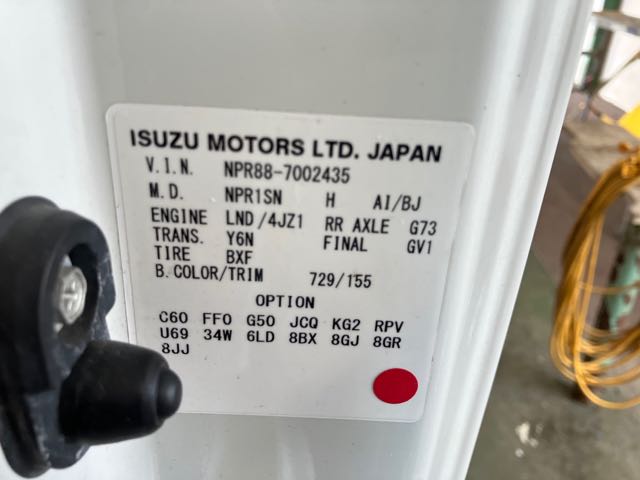 ISUZU MOTORS LTD. JAPAN
V.I.N. NPR88-7002435
M.D. NPR1SN H AI/BJ
ENGINE LND/4JZ1 RR AXLE G73
TRANS. Y6N FINAL GV1
TIRE BXF
B.COLOR/TRIM 729/155
OPTION
C60 FF0 G50 JCQ KG2 RPV
U69 34W 6LD 8BX 8GJ 8GR
8JJ